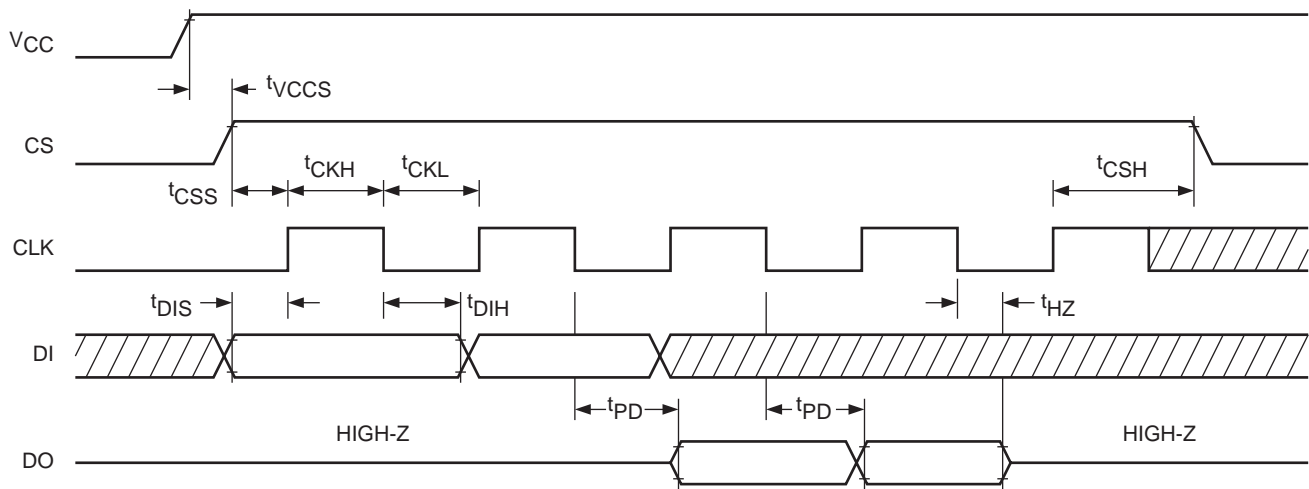 VCC
tVCCS
CS
tCSS
tCKH
tCKL
tCSH
CLK
tDIS
tDIH
tHZ
DI
tPD
tPD
HIGH-Z
HIGH-Z
DO